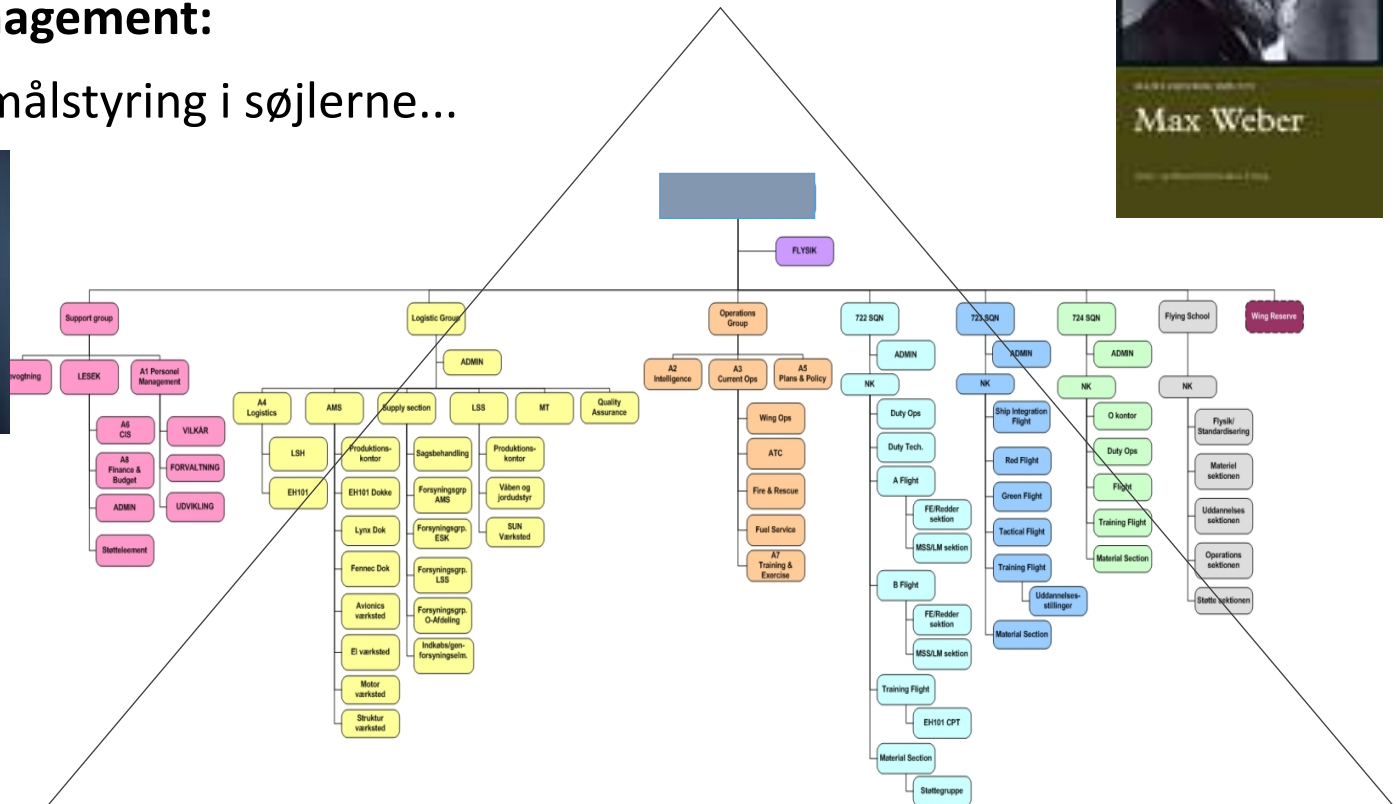 nagement:
målstyring i søjlerne...
Max Weber
FLYSIK
Support group
Logistic Group
Operations
Group
722 SQN
723 SQN
724 SQN
Flying School
Wing Reserve
evogtning
LESEK
A1 Personel
Management
A6
CIS
A8
Finance &
Budget
ADMIN
Støtteleement
VILKÅR
FORVALTNING
UDVIKLING
ADMIN
A4
Logistics
AMS
Supply section
LSS
MT
Quality
Assurance
LSH
EH101
Produktions-
kontor
EH101 Dokke
Lynx Dok
Fennec Dok
Avionics
værksted
El værksted
Motor
værksted
Struktur
værksted
Sagsbehandling
Forsyningsgrp
AMS
Forsyningsgrp.
ESK
Forsyningsgrp.
LSS
Forsyningsgrp.
O-Afdeling
Indkøbs/gen-
forsyningselm.
Produktions-
kontor
Våben og
jordudstyr
SUN
Værksted
A2
Intelligence
A3
Current Ops
A5
Plans & Policy
Wing Ops
ATC
Fire & Rescue
Fuel Service
A7
Training &
Exercise
ADMIN
NK
Duty Ops
Duty Tech.
A Flight
FE/Redder
sektion
MSS/LM sektion
B Flight
FE/Redder
sektion
MSS/LM sektion
Training Flight
EH101 CPT
Material Section
Støttegruppe
ADMIN
NK
Ship Integration
Flight
Red Flight
Green Flight
Tactical Flight
Training Flight
Uddannelses-
stillinger
Material Section
ADMIN
NK
O kontor
Duty Ops
Flight
Training Flight
Material Section
NK
Flysik/
Standardisering
Materiel
sektionen
Uddannelses
sektionen
Operations
sektionen
Støtte sektionen